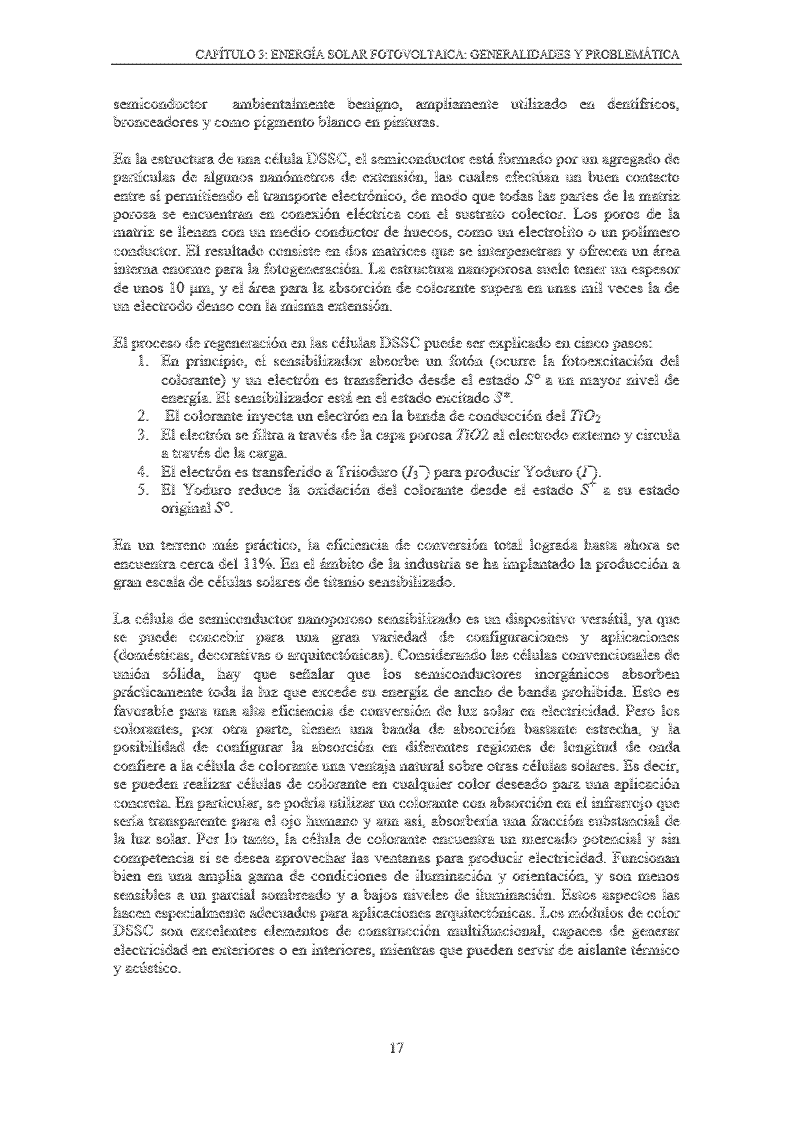 CAPÍTULO 3: ENERGÍA SOLAR FOTOVOLTAICA: GENERALIDADES Y PROBLEMÁTICA
semiconductor ambientalmente benigno, ampliamente utilizado en dentífricos,
bronceadores y como pigmento blanco en pinturas.
En la estructura de una célula DSSC, el semiconductor está formado por un agregado de
partículas de algunos nanómetros de extensión, las cuales efectúan un buen contacto
entre sí permitiendo el transporte electrónico, de modo que todas las partes de la matriz
porosa se encuentran en conexión eléctrica con el sustrato colector. Los poros de la
matriz se llenan con un medio conductor de huecos, como un electrolito o un polímero
conductor. El resultado consiste en dos matrices que se interpenetran y ofrecen un área
interna enorme para la fotogeneración. La estructura nanoporosa suele tener un espesor
de unos 10 μm, y el área para la absorción de colorante supera en unas mil veces la de
un electrodo denso con la misma extensión.
El proceso de regeneración en las células DSSC puede ser explicado en cinco pasos:
1. En principio, el sensibilizador absorbe un fotón (ocurre la fotoexcitación del
colorante) y un electrón es transferido desde el estado S° a un mayor nivel de
energía. El sensibilizador está en el estado excitado S*.
2. El colorante inyecta un electrón en la banda de conducción del TiO₂
3. El electrón se filtra a través de la capa porosa TiO2 al electrodo externo y circula
a través de la carga.
4. El electrón es transferido a Triioduro (I₃⁻) para producir Yoduro (I⁻).
5. El Yoduro reduce la oxidación del colorante desde el estado S⁺ a su estado
original S°.
En un terreno más práctico, la eficiencia de conversión total lograda hasta ahora se
encuentra cerca del 11%. En el ámbito de la industria se ha implantado la producción a
gran escala de células solares de titanio sensibilizado.
La célula de semiconductor nanoporoso sensibilizado es un dispositivo versátil, ya que
se puede concebir para una gran variedad de configuraciones y aplicaciones
(domésticas, decorativas o arquitectónicas). Considerando las células convencionales de
unión sólida, hay que señalar que los semiconductores inorgánicos absorben
prácticamente toda la luz que excede su energía de ancho de banda prohibida. Esto es
favorable para una alta eficiencia de conversión de luz solar en electricidad. Pero los
colorantes, por otra parte, tienen una banda de absorción bastante estrecha, y la
posibilidad de configurar la absorción en diferentes regiones de longitud de onda
confiere a la célula de colorante una ventaja natural sobre otras células solares. Es decir,
se pueden realizar células de colorante en cualquier color deseado para una aplicación
concreta. En particular, se podría utilizar un colorante con absorción en el infrarrojo que
sería transparente para el ojo humano y aun así, absorbería una fracción substancial de
la luz solar. Por lo tanto, la célula de colorante encuentra un mercado potencial y sin
competencia si se desea aprovechar las ventanas para producir electricidad. Funcionan
bien en una amplia gama de condiciones de iluminación y orientación, y son menos
sensibles a un parcial sombreado y a bajos niveles de iluminación. Estos aspectos las
hacen especialmente adecuados para aplicaciones arquitectónicas. Los módulos de color
DSSC son excelentes elementos de construcción multifuncional, capaces de generar
electricidad en exteriores o en interiores, mientras que pueden servir de aislante térmico
y acústico.
17